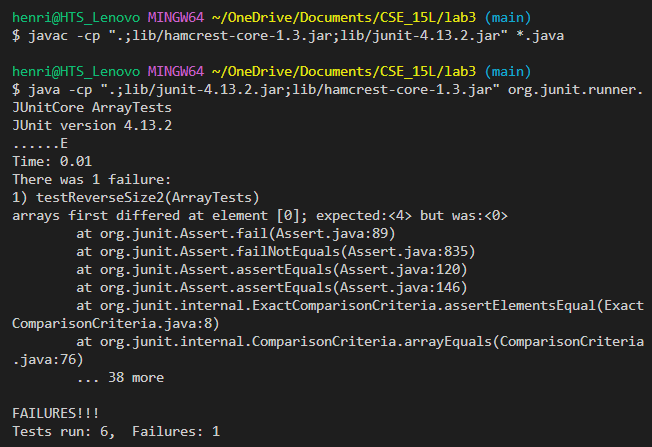 henri@HTS_Lenovo MINGW64 ~/OneDrive/Documents/CSE_15L/lab3 (main)
$ javac -cp ".;lib/hamcrest-core-1.3.jar;lib/junit-4.13.2.jar" *.java

henri@HTS_Lenovo MINGW64 ~/OneDrive/Documents/CSE_15L/lab3 (main)
$ java -cp ".;lib/junit-4.13.2.jar;lib/hamcrest-core-1.3.jar" org.junit.runner.
JUnitCore ArrayTests
JUnit version 4.13.2
......E
Time: 0.01
There was 1 failure:
1) testReverseSize2(ArrayTests)
arrays first differed at element [0]; expected:<4> but was:<0>
        at org.junit.Assert.fail(Assert.java:89)
        at org.junit.Assert.failNotEquals(Assert.java:835)
        at org.junit.Assert.assertEquals(Assert.java:120)
        at org.junit.Assert.assertEquals(Assert.java:146)
        at org.junit.internal.ExactComparisonCriteria.assertElementsEqual(Exact
ComparisonCriteria.java:8)
        at org.junit.internal.ComparisonCriteria.arrayEquals(ComparisonCriteria
.java:76)
        ... 38 more

FAILURES!!!
Tests run: 6,  Failures: 1